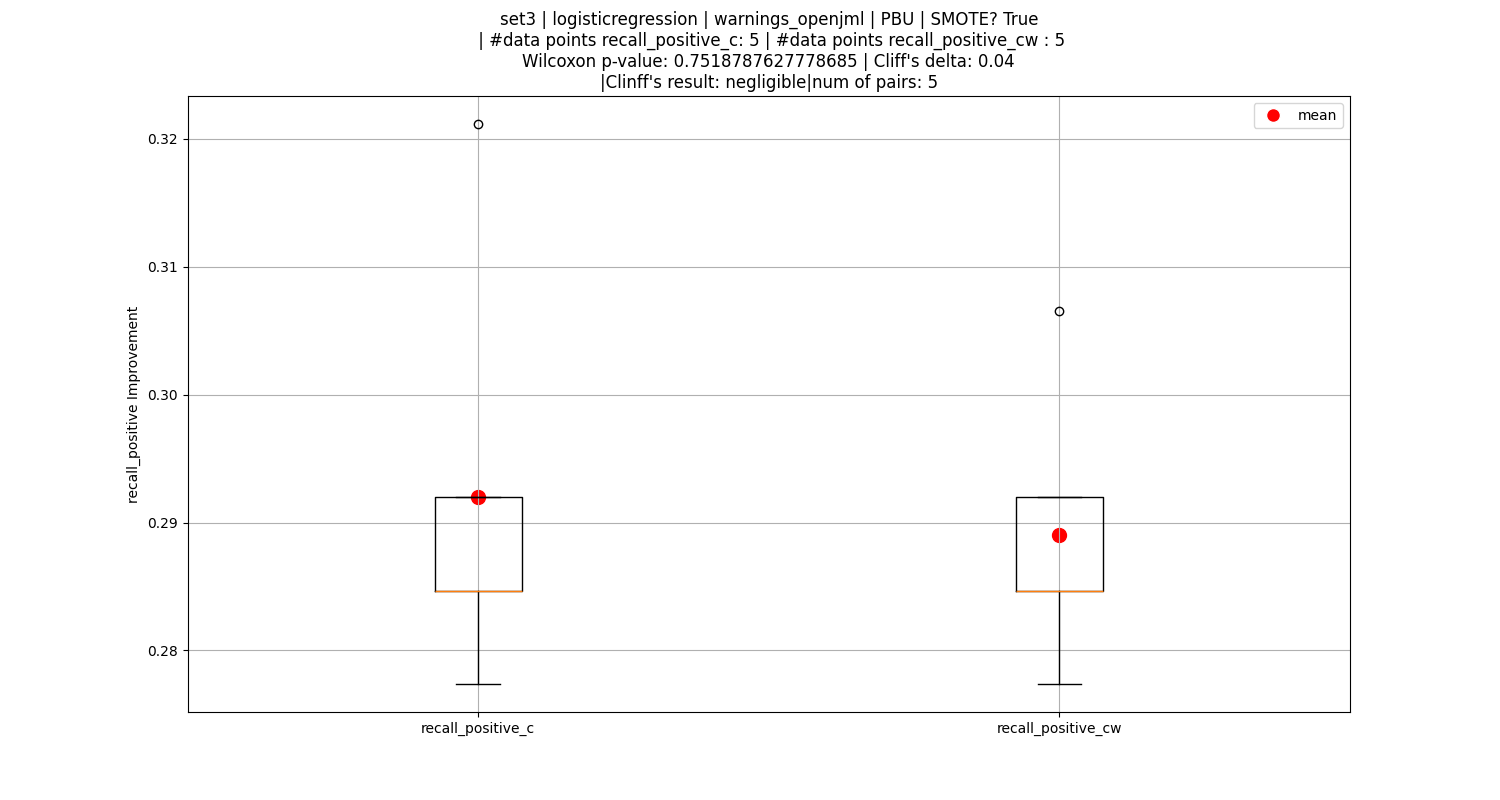 set3 | logisticregression | warnings_openjml | PBU | SMOTE? True
| #data points recall_positive_c: 5 | #data points recall_positive_cw : 5
Wilcoxon p-value: 0.7518787627778685 | Cliff's delta: 0.04
|Clinff's result: negligible|num of pairs: 5
mean
0.32
0.31
0.30
0.29
0.28
recall_positive Improvement
recall_positive_c
recall_positive_cw